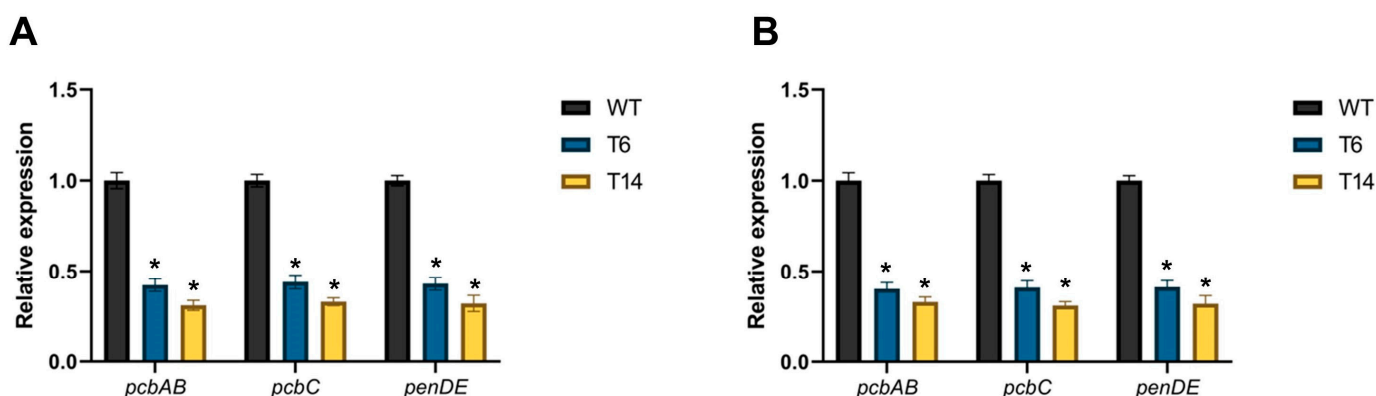 A
1.5
1.0
0.5
0.0
Relative expression
* * * * * *
pcbAB pcbC penDE
WT
T6
T14
B
1.5
1.0
0.5
0.0
Relative expression
* * * * * *
pcbAB pcbC penDE
WT
T6
T14